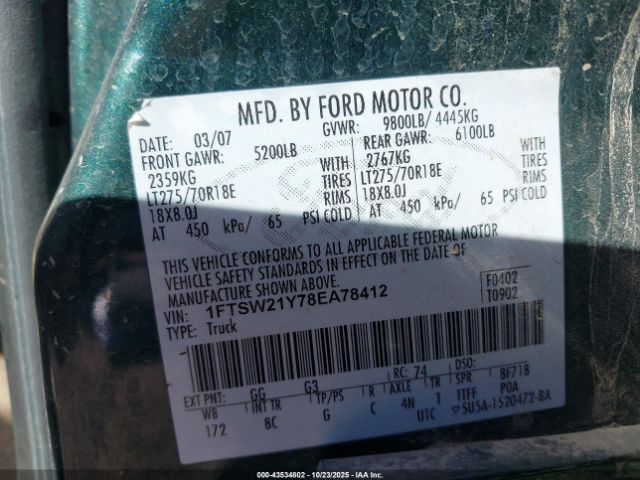 MFD. BY FORD MOTOR CO.
DATE: 03/07 GVWR: 9800LB/ 4445KG
FRONT GAWR: 5200LB REAR GAWR: 6100LB
2359KG WITH 2767KG WITH
LT275/70R18E TIRES LT275/70R18E TIRES
18X8.0J RIMS 18X8.0J RIMS
AT 450 kPa/ 65 PSI COLD AT 450 kPa/ 65 PSI COLD
THIS VEHICLE CONFORMS TO ALL APPLICABLE FEDERAL MOTOR
VEHICLE SAFETY STANDARDS IN EFFECT ON THE DATE OF
MANUFACTURE SHOWN ABOVE.
VIN: 1FTSW21Y78EA78412 F0402
TYPE: Truck T0902
EXT PNT: GG G3 RC: 74 DSO:
WB INT TR TP/PS R AXLE TR SPR BF718
172 BC G C 4N T TTFF POA
UTC 5U5A-1520472-BA
000-43534802 - 10/23/2025 - IAAI.COM